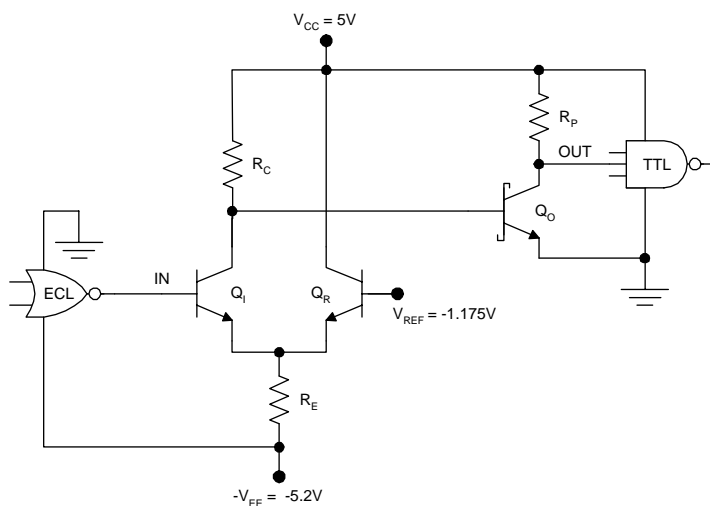 V_CC = 5V
R_P
OUT
TTL
R_C
Q_O
IN
ECL
Q_I
Q_R
V_REF = -1.175V
R_E
-V_EE = -5.2V